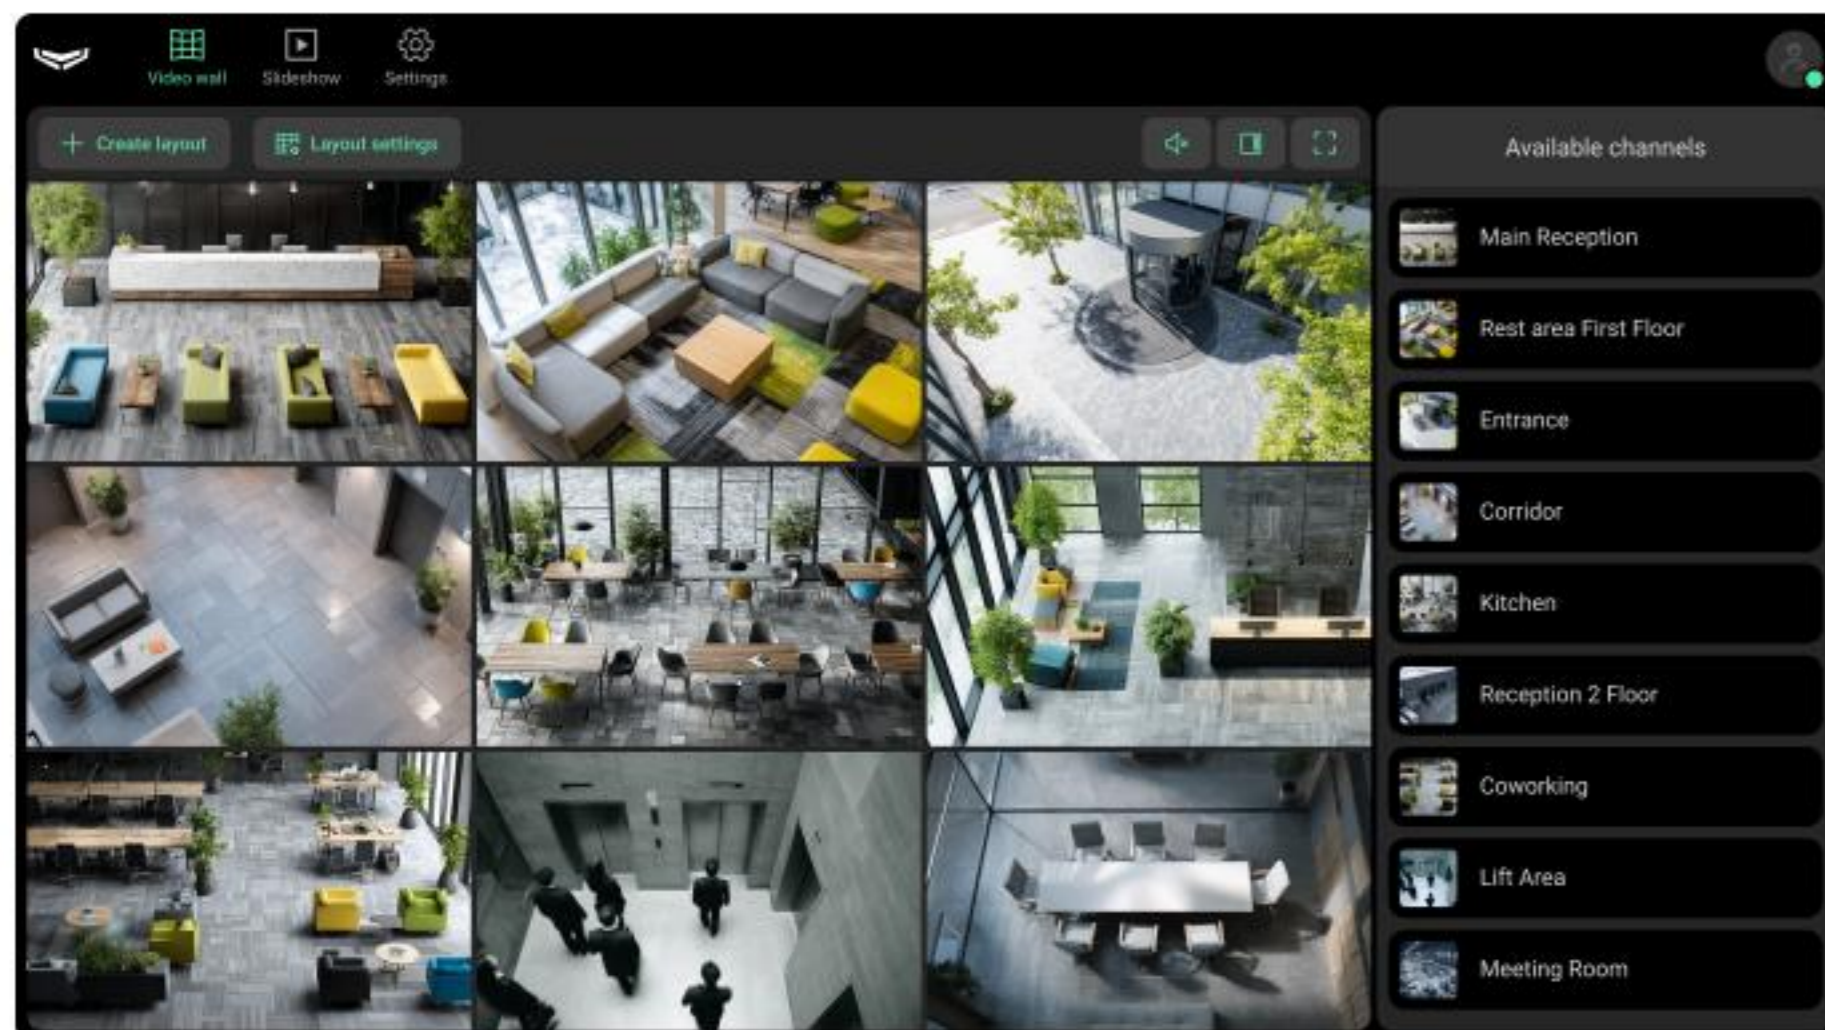 Video wall
Slideshow
Settings
Create layout
Layout settings
Available channels
Main Reception
Rest area First Floor
Entrance
Corridor
Kitchen
Reception 2 Floor
Coworking
Lift Area
Meeting Room